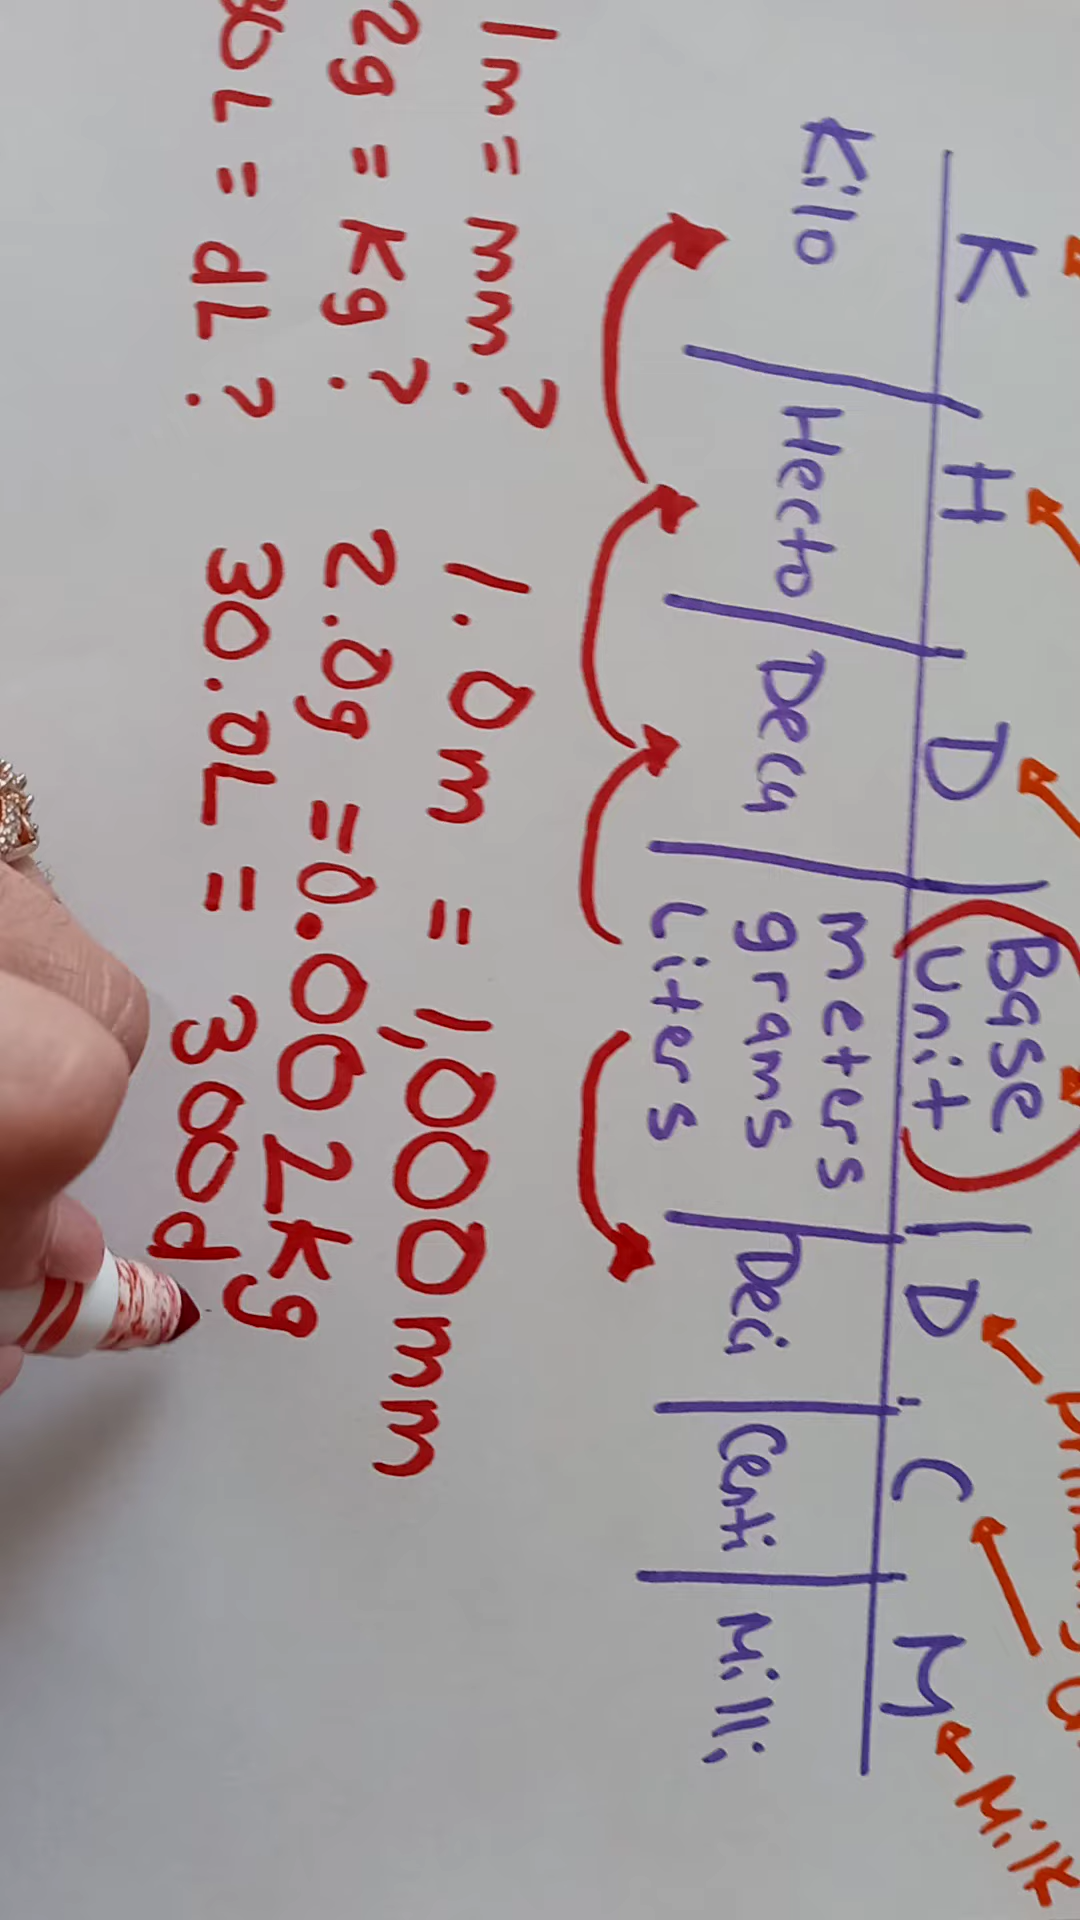 Milk
K H D Base D C M
Unit
Kilo Hecto Deca meters Deci Centi Milli
grams
Liters
1m = mm? 1.0m = 1,000mm
2g = Kg? 2.0g = 0.002kg
30L = dL? 30.0L = 300d